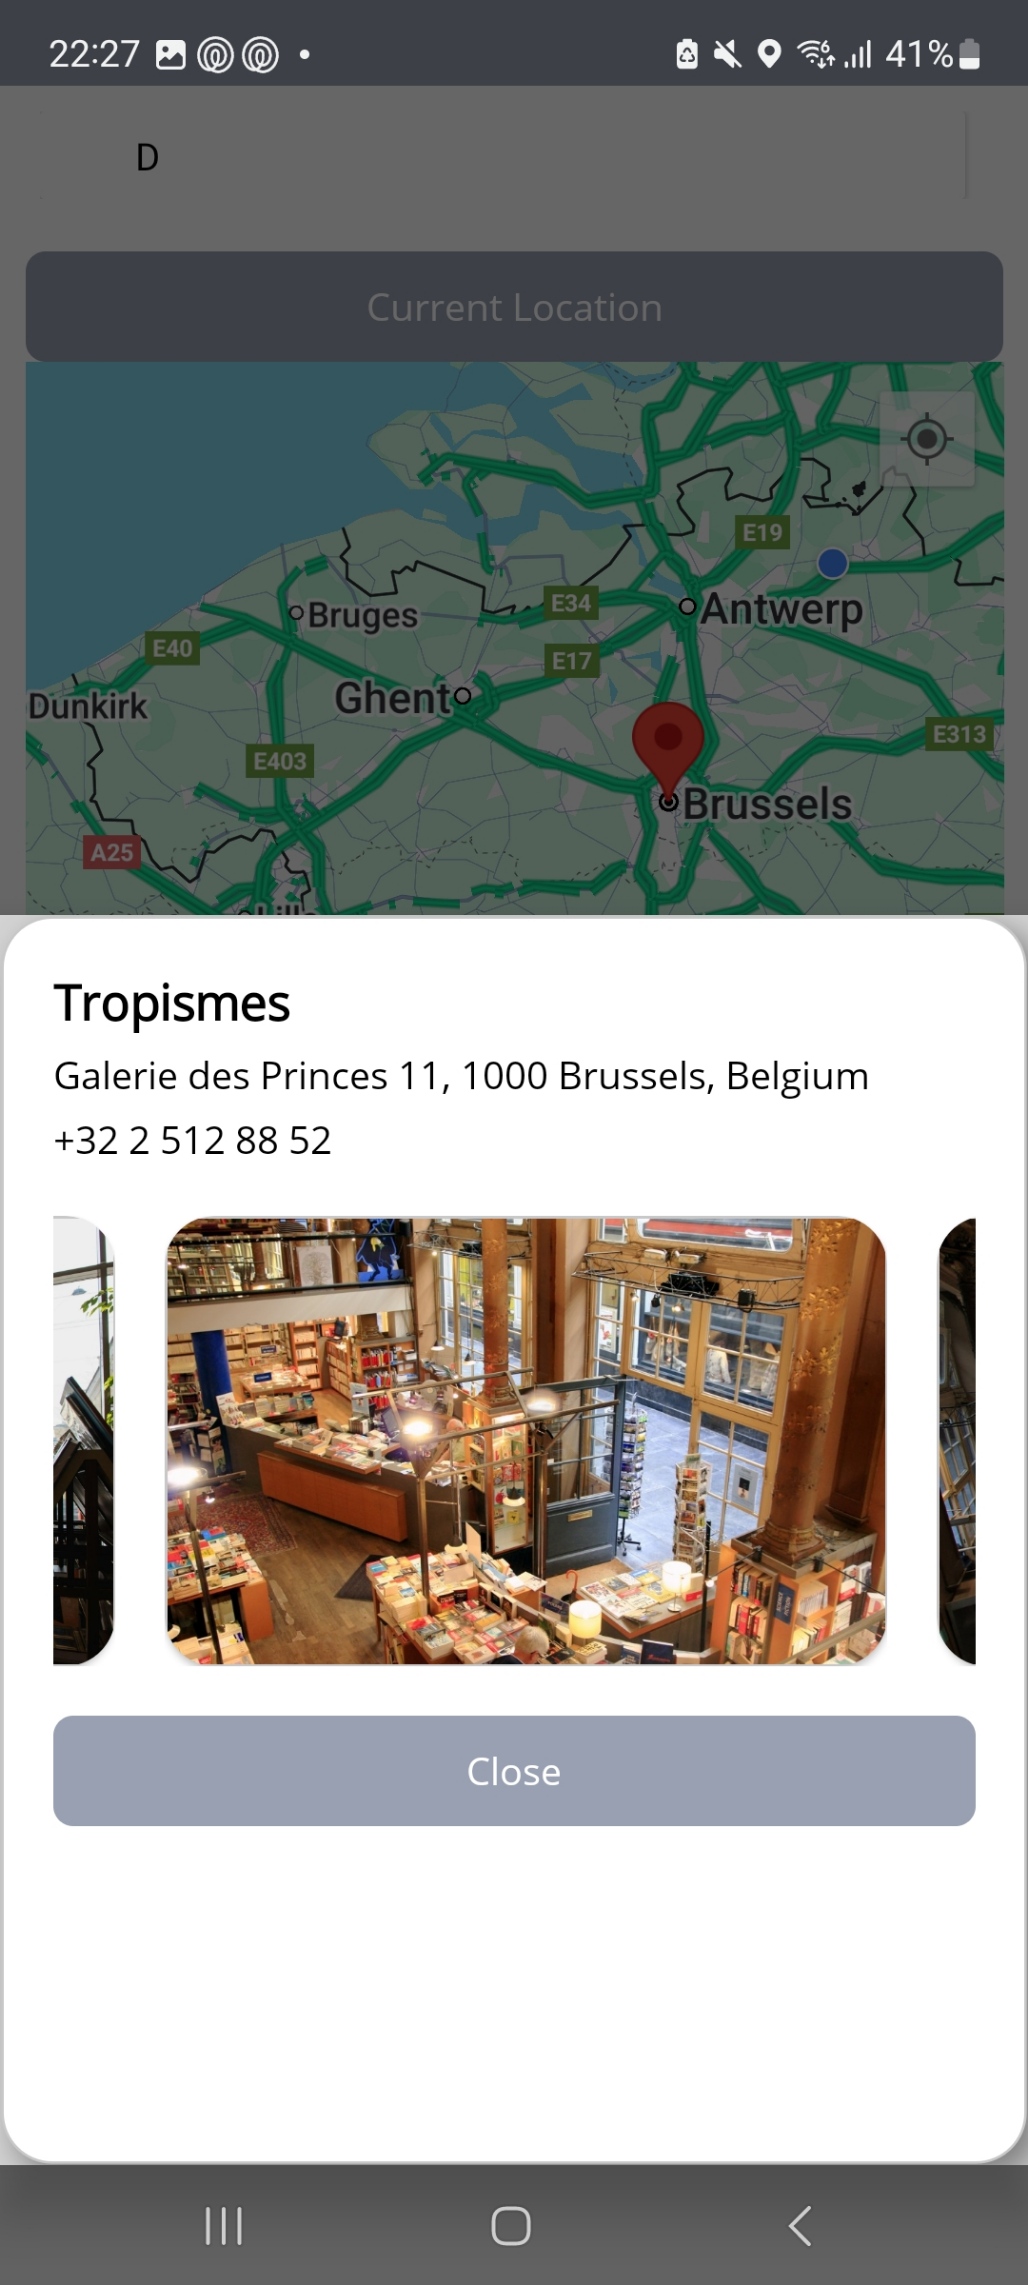 22:27
41%
D
Current Location
E19
Bruges
E34
Antwerp
E40
E17
Ghent
Dunkirk
E313
E403
Brussels
A25
Tropismes
Galerie des Princes 11, 1000 Brussels, Belgium
+32 2 512 88 52
Close